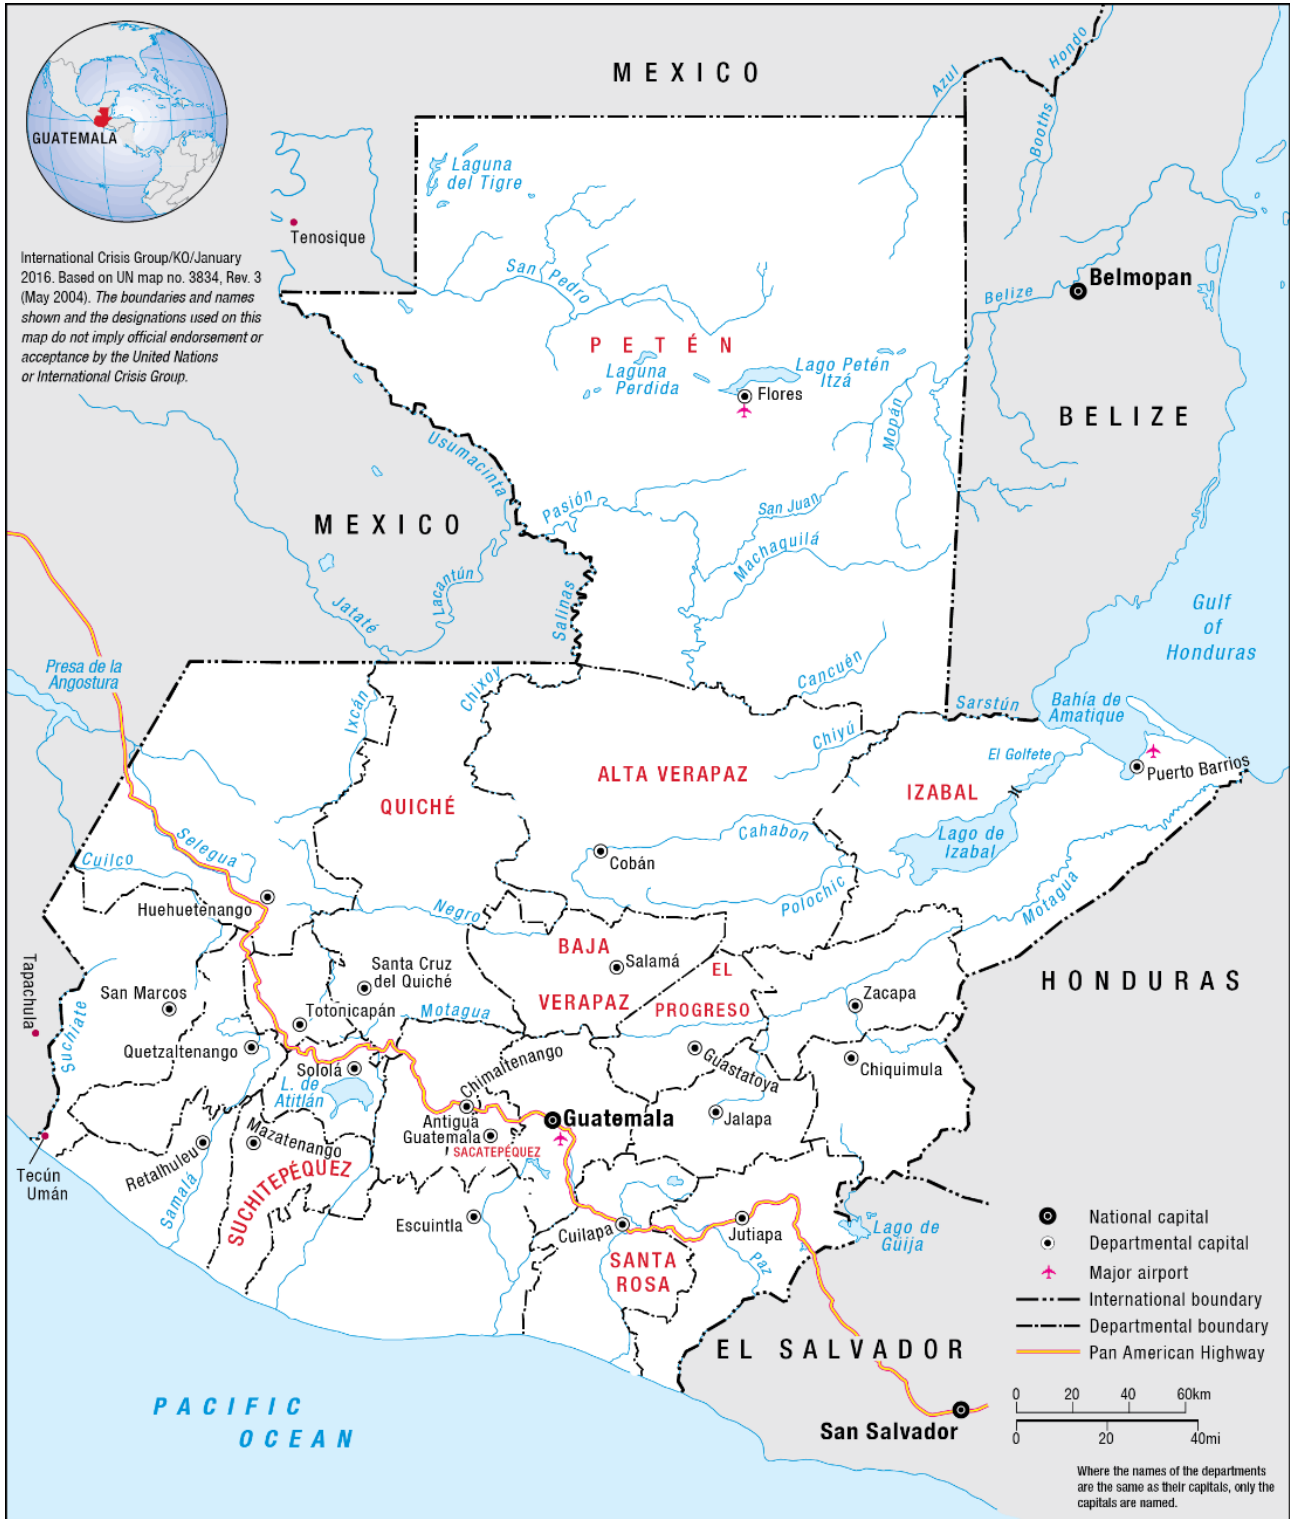 MEXICO
Azul
Hondo
Booths
GUATEMALA
Laguna
del Tigre
Tenosique
International Crisis Group/KO/January
2016. Based on UN map no. 3834, Rev. 3
(May 2004). The boundaries and names
shown and the designations used on this
map do not imply official endorsement or
acceptance by the United Nations
or International Crisis Group.
San Pedro
Belize
Belmopan
PETÉN
Laguna
Perdida
Lago Petén
Itzá
Flores
Mopán
BELIZE
Usumacinta
MEXICO
Pasión
San Juan
Machaquilá
Lacantún
Jataté
Salinas
Gulf
of
Honduras
Presa de la
Angostura
Ixcán
Chixoy
Cancuén
Sarstún
Bahía de
Amatique
Chiyú
El Golfete
Puerto Barrios
ALTA VERAPAZ
IZABAL
QUICHÉ
Cahabon
Lago de
Izabal
Selegua
Cuilco
Cobán
Polochic
Motagua
Huehuetenango
Negro
BAJA
VERAPAZ
Salamá
EL
PROGRESO
Santa Cruz
del Quiché
HONDURAS
Tapachula
San Marcos
Zacapa
Totonicapán
Motagua
Suchiate
Quetzaltenango
Guastatoya
Chiquimula
Sololá
L. de
Atitlán
Chimaltenango
Antigua
Guatemala
Guatemala
Jalapa
SACATEPÉQUEZ
Mazatenango
Retalhuleu
Tecún
Umán
SUCHITEPÉQUEZ
Samalá
Escuintla
Cuilapa
Jutiapa
Lago de
Güija
SANTA
ROSA
Paz
National capital
Departmental capital
Major airport
International boundary
Departmental boundary
Pan American Highway
EL SALVADOR
San Salvador
PACIFIC
OCEAN
0 20 40 60km
0 20 40mi
Where the names of the departments
are the same as their capitals, only the
capitals are named.